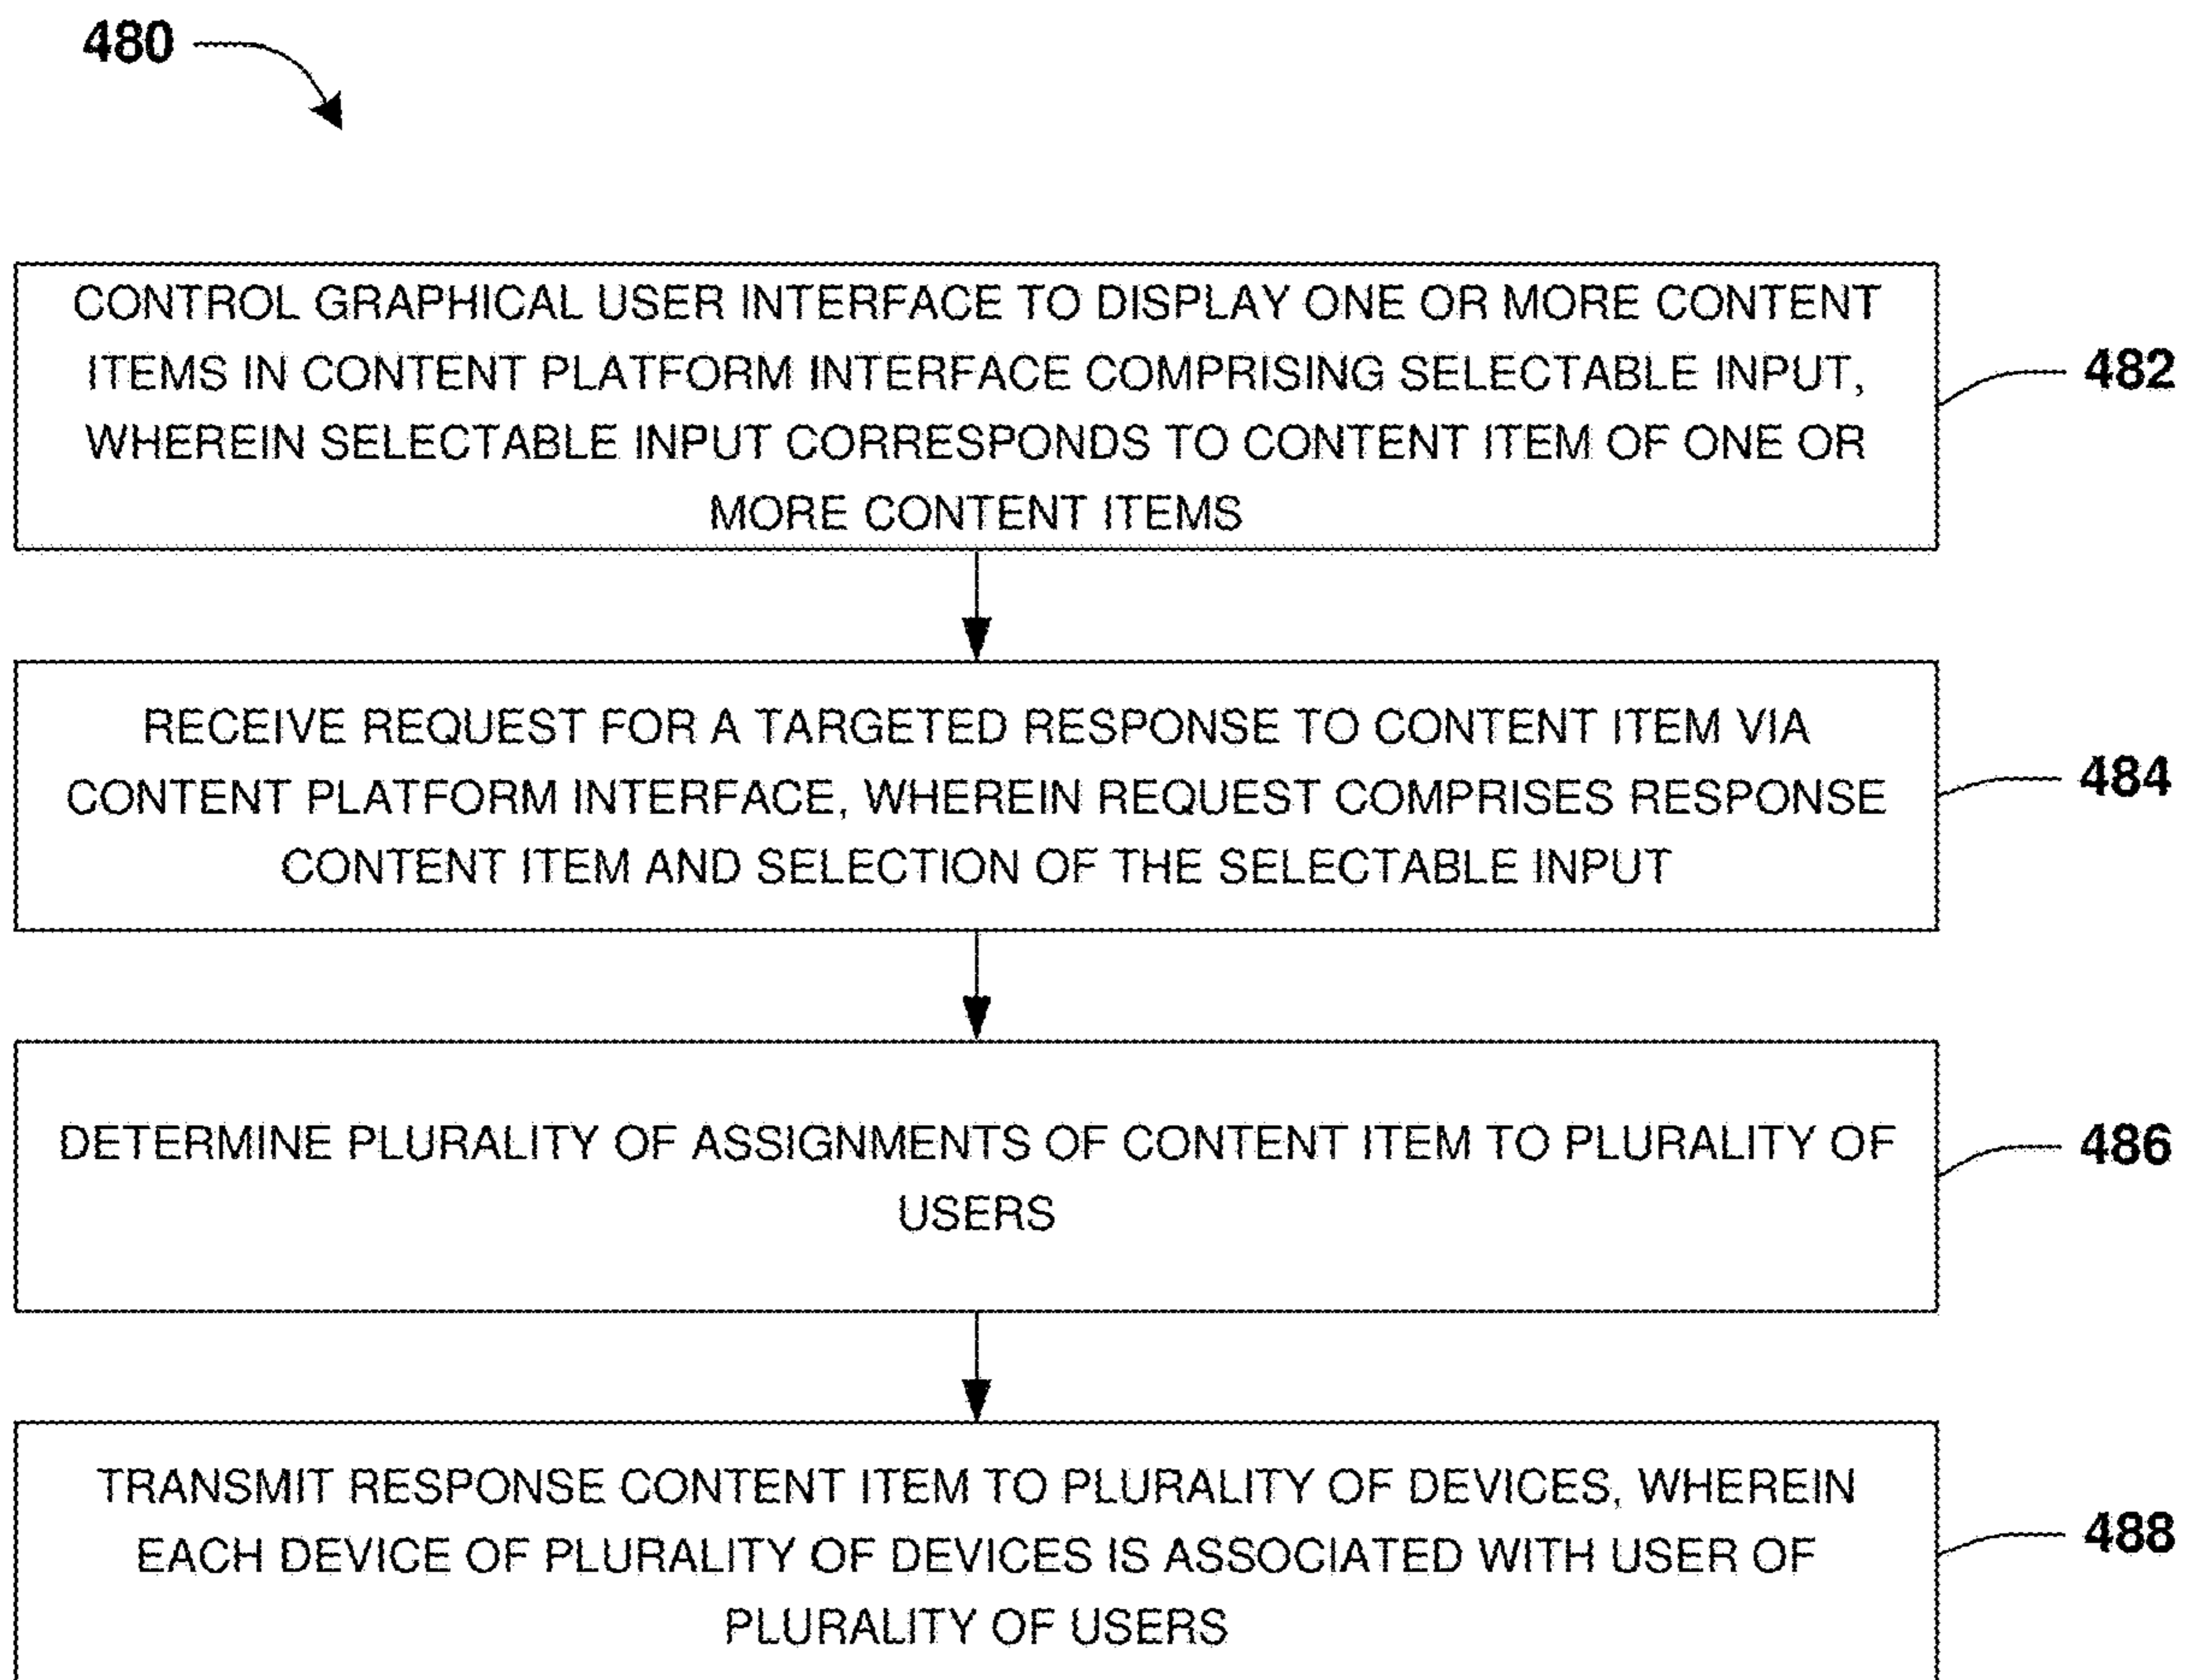 480
CONTROL GRAPHICAL USER INTERFACE TO DISPLAY ONE OR MORE CONTENT
ITEMS IN CONTENT PLATFORM INTERFACE COMPRISING SELECTABLE INPUT,
WHEREIN SELECTABLE INPUT CORRESPONDS TO CONTENT ITEM OF ONE OR
MORE CONTENT ITEMS
482
RECEIVE REQUEST FOR A TARGETED RESPONSE TO CONTENT ITEM VIA
CONTENT PLATFORM INTERFACE, WHEREIN REQUEST COMPRISES RESPONSE
CONTENT ITEM AND SELECTION OF THE SELECTABLE INPUT
484
DETERMINE PLURALITY OF ASSIGNMENTS OF CONTENT ITEM TO PLURALITY OF
USERS
486
TRANSMIT RESPONSE CONTENT ITEM TO PLURALITY OF DEVICES, WHEREIN
EACH DEVICE OF PLURALITY OF DEVICES IS ASSOCIATED WITH USER OF
PLURALITY OF USERS
488